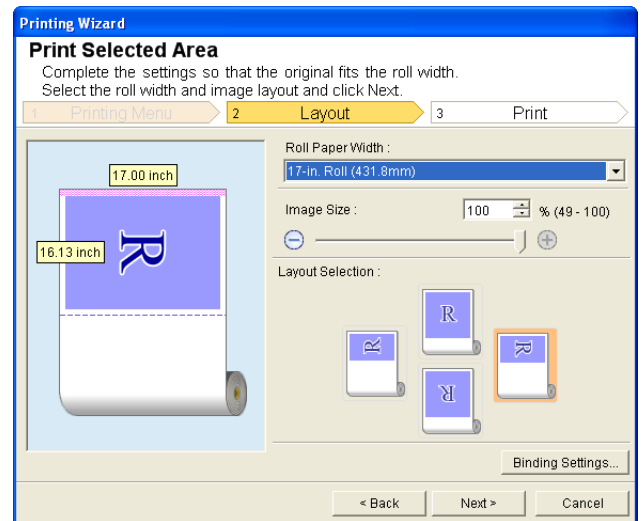 Printing Wizard
Print Selected Area
Complete the settings so that the original fits the roll width.
Select the roll width and image layout and click Next.
1 Printing Menu 2 Layout 3 Print
Roll Paper Width :
17-in. Roll (431.8mm)
17.00 inch
Image Size : 100 % (49 - 100)
16.13 inch
R
Layout Selection :
R
R
R
R
Binding Settings...
< Back Next > Cancel